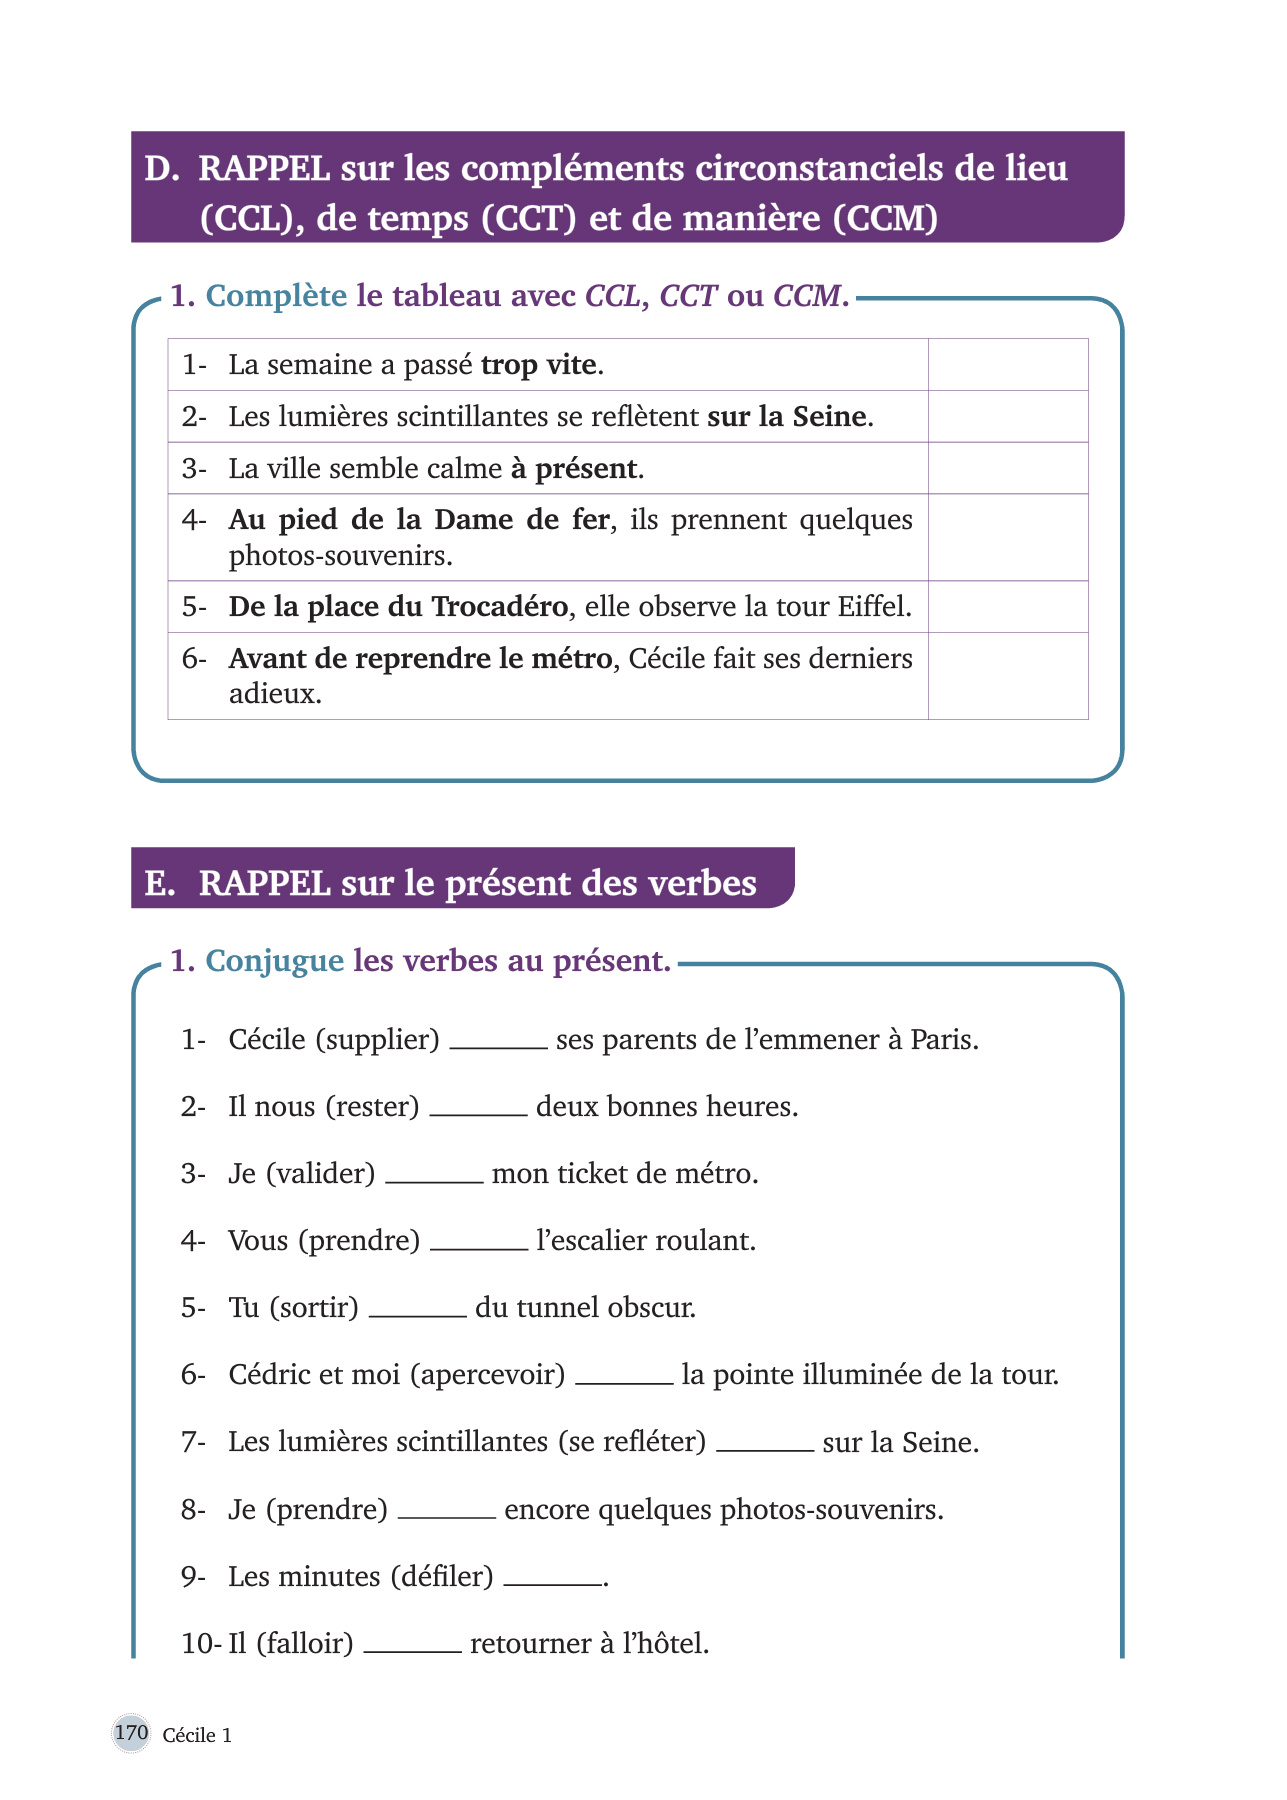 D. RAPPEL sur les compléments circonstanciels de lieu
(CCL), de temps (CCT) et de manière (CCM)
1. Complète le tableau avec CCL, CCT ou CCM.
1- La semaine a passé trop vite.
2- Les lumières scintillantes se reflètent sur la Seine.
3- La ville semble calme à présent.
4- Au pied de la Dame de fer, ils prennent quelques
photos-souvenirs.
5- De la place du Trocadéro, elle observe la tour Eiffel.
6- Avant de reprendre le métro, Cécile fait ses derniers
adieux.
E. RAPPEL sur le présent des verbes
1. Conjugue les verbes au présent.
1- Cécile (supplier) _______ ses parents de l’emmener à Paris.
2- Il nous (rester) _______ deux bonnes heures.
3- Je (valider) _______ mon ticket de métro.
4- Vous (prendre) _______ l’escalier roulant.
5- Tu (sortir) _______ du tunnel obscur.
6- Cédric et moi (apercevoir) _______ la pointe illuminée de la tour.
7- Les lumières scintillantes (se refléter) _______ sur la Seine.
8- Je (prendre) _______ encore quelques photos-souvenirs.
9- Les minutes (défiler) _______.
10- Il (falloir) _______ retourner à l’hôtel.
170 Cécile 1